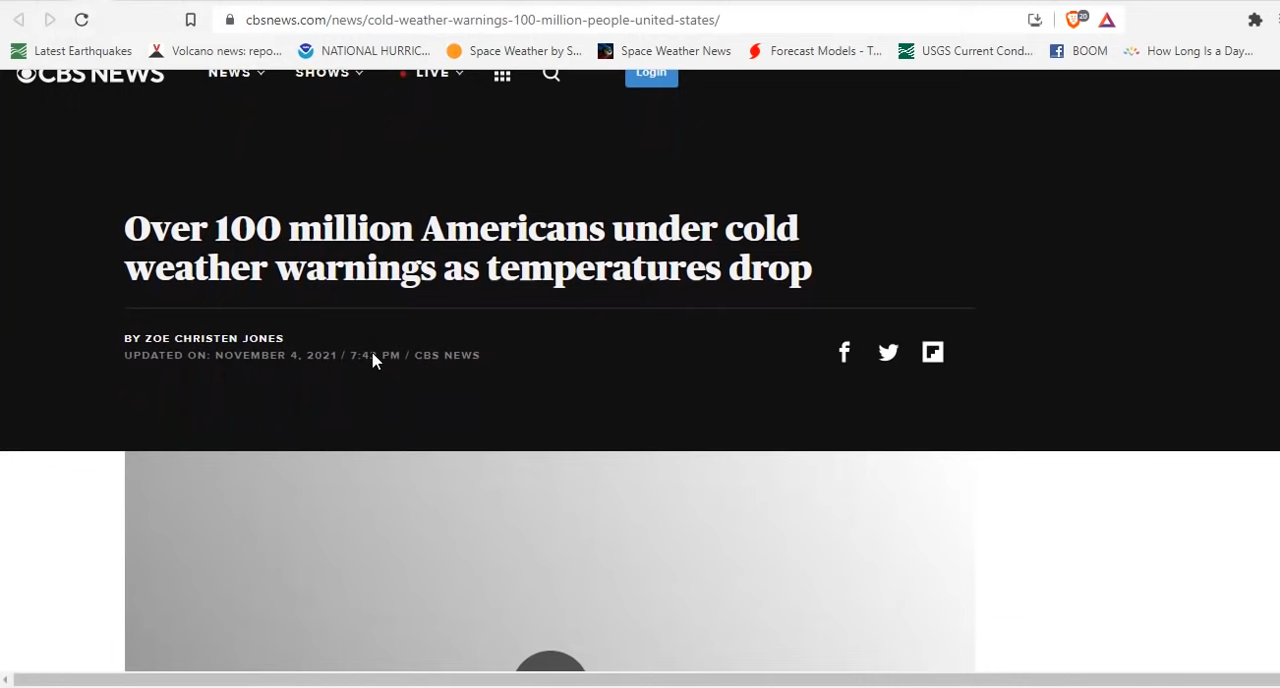 cbsnews.com/news/cold-weather-warnings-100-million-people-united-states/
20
Latest Earthquakes Volcano news: repo... NATIONAL HURRIC... Space Weather by S... Space Weather News Forecast Models - T... USGS Current Cond... BOOM How Long Is a Day...
CBS NEWS NEWS SHOWS LIVE Login
Over 100 million Americans under cold
weather warnings as temperatures drop
BY ZOE CHRISTEN JONES
UPDATED ON: NOVEMBER 4, 2021 / PM / CBS NEWS